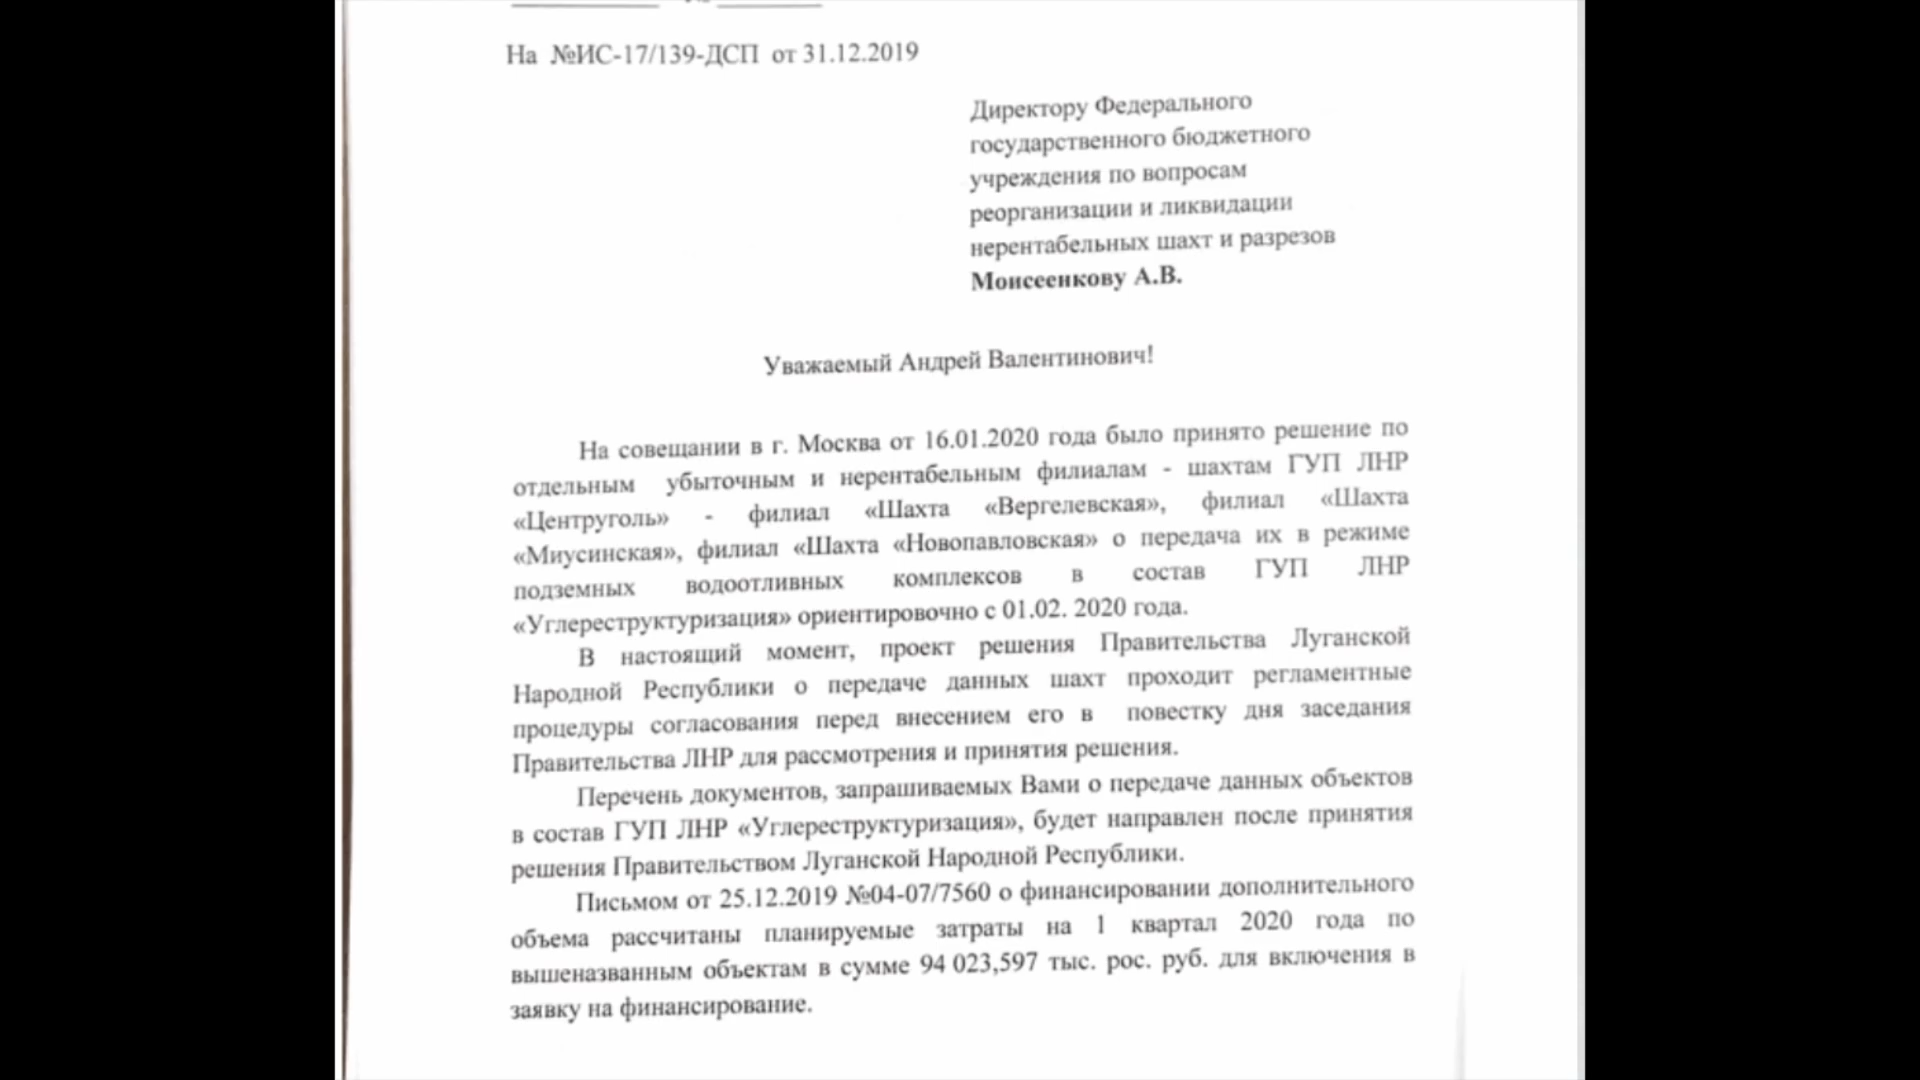 На №ИС-17/139-ДСП от 31.12.2019
Директору Федерального
государственного бюджетного
учреждения по вопросам
реорганизации и ликвидации
нерентабельных шахт и разрезов
Моисеенкову А.В.
Уважаемый Андрей Валентинович!
На совещании в г. Москва от 16.01.2020 года было принято решение по
отдельным убыточным и нерентабельным филиалам - шахтам ГУП ЛНР
«Центруголь» - филиал «Шахта «Вергелевская», филиал «Шахта
«Миусинская», филиал «Шахта «Новопавловская» о передача их в режиме
подземных водоотливных комплексов в состав ГУП ЛНР
«Углереструктуризация» ориентировочно с 01.02. 2020 года.
В настоящий момент, проект решения Правительства Луганской
Народной Республики о передаче данных шахт проходит регламентные
процедуры согласования перед внесением его в повестку дня заседания
Правительства ЛНР для рассмотрения и принятия решения.
Перечень документов, запрашиваемых Вами о передаче данных объектов
в состав ГУП ЛНР «Углереструктуризация», будет направлен после принятия
решения Правительством Луганской Народной Республики.
Письмом от 25.12.2019 №04-07/7560 о финансировании дополнительного
объема рассчитаны планируемые затраты на 1 квартал 2020 года по
вышеназванным объектам в сумме 94 023,597 тыс. рос. руб. для включения в
заявку на финансирование.